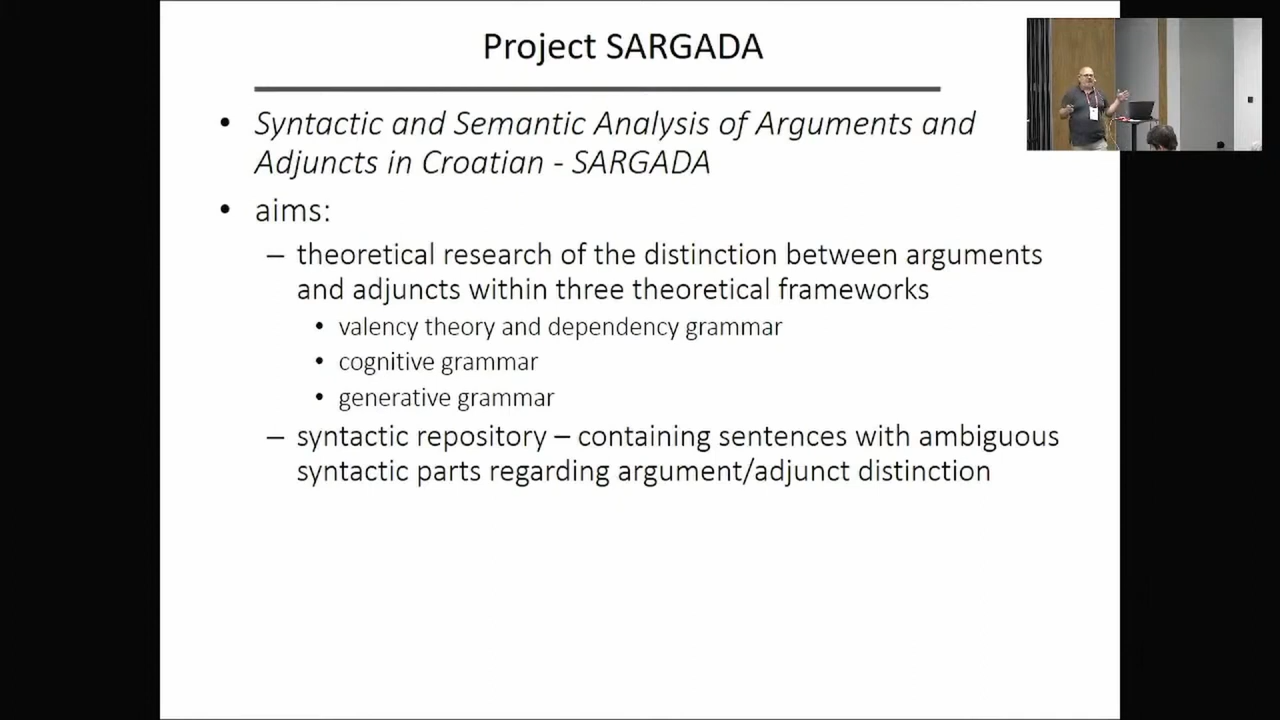 Project SARGADA
• Syntactic and Semantic Analysis of Arguments and
Adjuncts in Croatian - SARGADA
• aims:
– theoretical research of the distinction between arguments
and adjuncts within three theoretical frameworks
• valency theory and dependency grammar
• cognitive grammar
• generative grammar
– syntactic repository – containing sentences with ambiguous
syntactic parts regarding argument/adjunct distinction